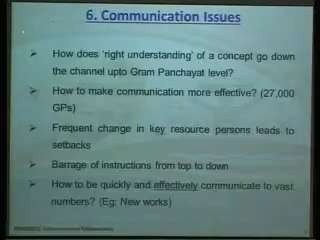 6. Communication Issues
➢ How does 'right understanding' of a concept go down
the channel upto Gram Panchayat level?
➢ How to make communication more effective? (27,000
GPs)
➢ Frequent change in key resource persons leads to
setbacks
➢ Barrage of instructions from top to down
➢ How to be quickly and effectively communicate to vast
numbers? (Eg: New works)